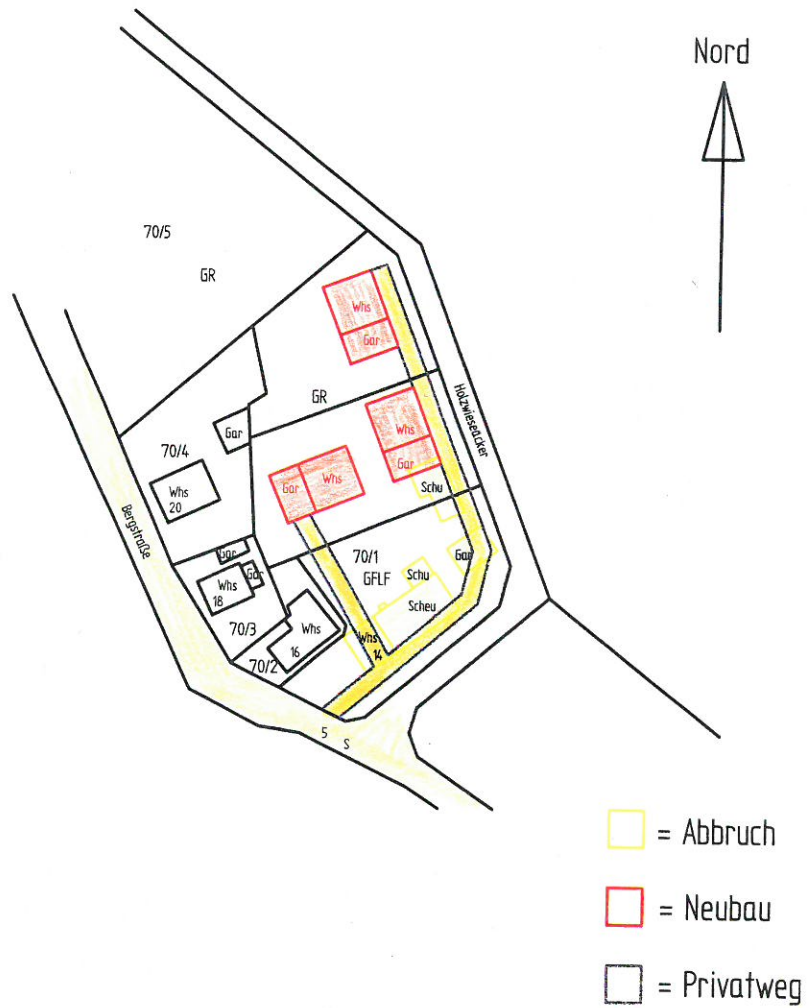 Nord
70/5
GR
Whs
Gar
GR
Holzwieseäcker
Whs
Gar
Gar
70/4
Whs
20
Gar
Whs
Schu
Bergstraße
Gar
Gar
Whs
18
70/3
70/1
GFLF
Gar
Schu
Scheu
Whs
16
Whs
14
70/2
5 S
= Abbruch
= Neubau
= Privatweg